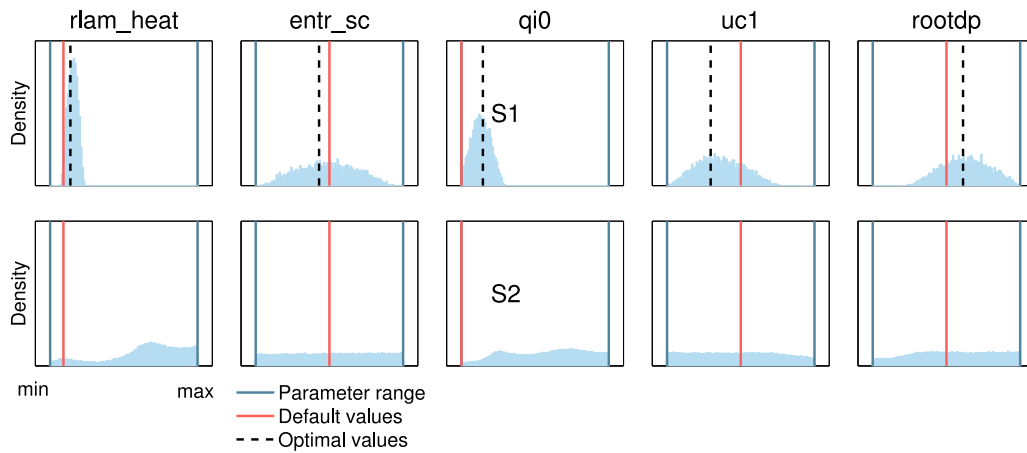 rlam_heat entr_sc qi0 uc1 rootdp
Density
S1
Density
S2
min max
Parameter range
Default values
Optimal values